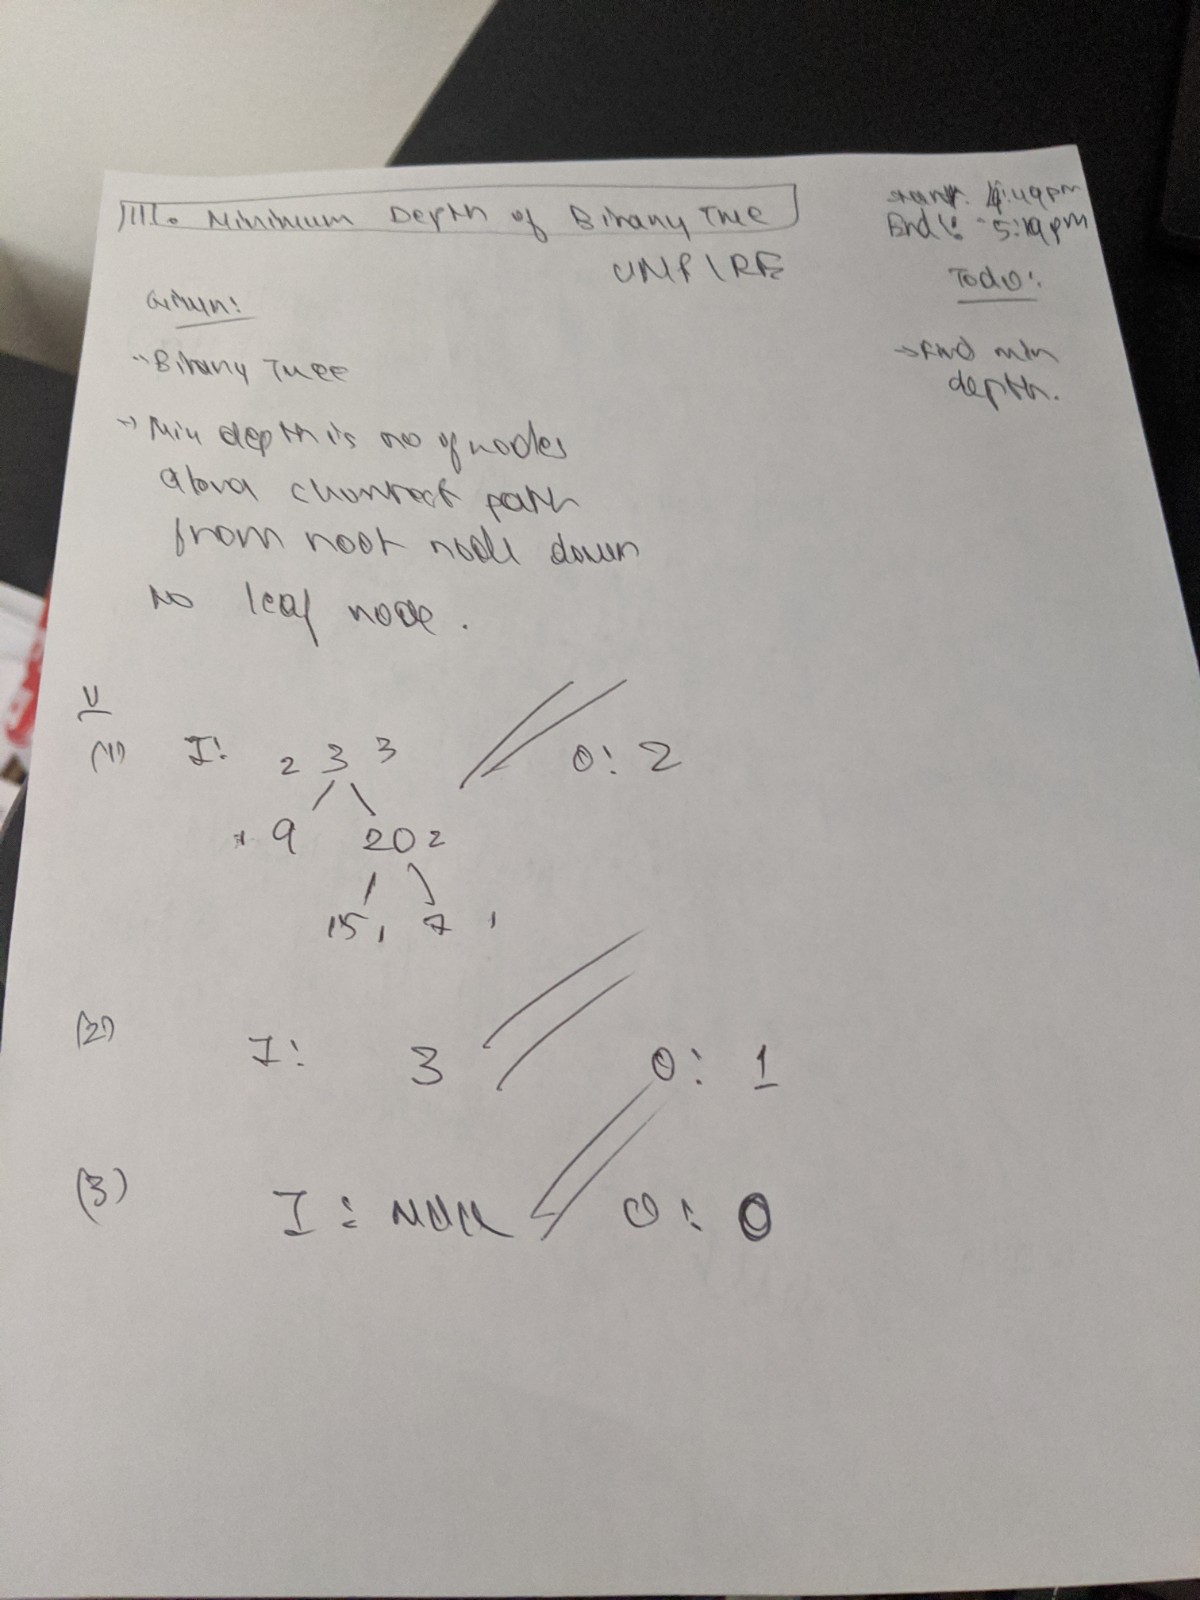 111. Minimum Depth of Binary Tree
Start: 4:49pm
End: 5:19pm
UMPIRE
Todo:
Given:
→ Find min
depth.
→ Binary Tree
→ Min depth is no of nodes
along shortest path
from root node down
to leaf node.
U
(1) I: 2 3 3 O: 2
9 20 2
15, 7 1
(2) I: 3 O: 1
(3) I: Null O: 0